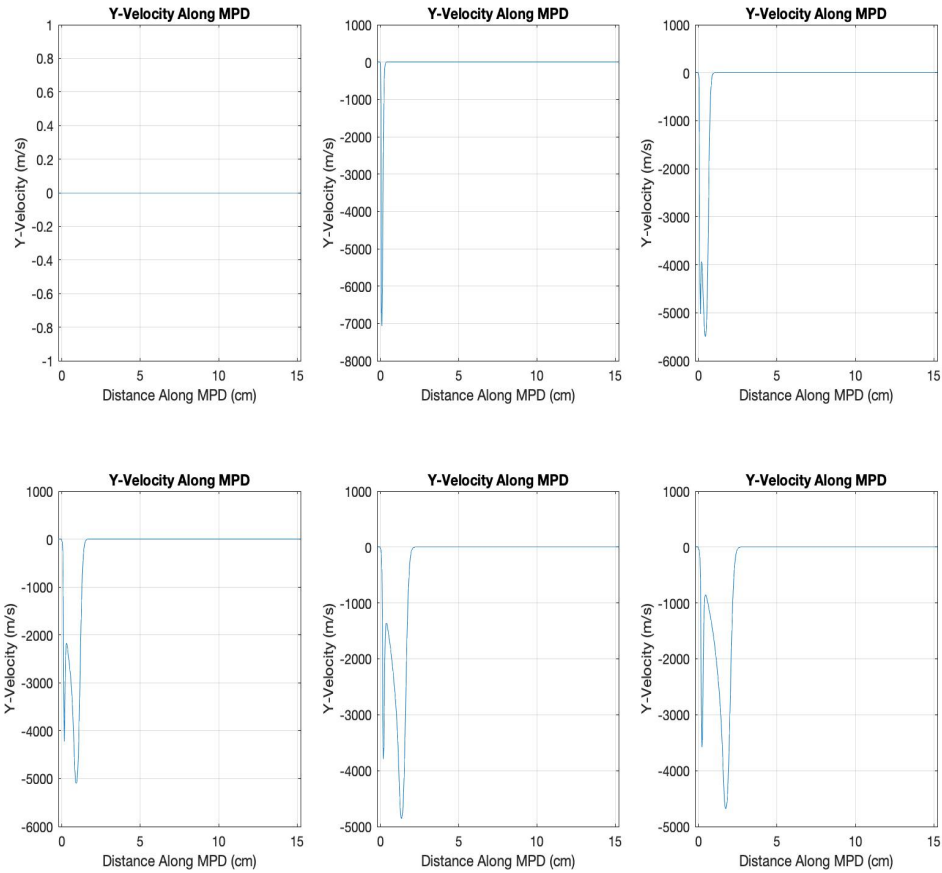 Y-Velocity Along MPD
Y-Velocity (m/s)
1
0.8
0.6
0.4
0.2
0
-0.2
-0.4
-0.6
-0.8
-1
0 5 10 15
Distance Along MPD (cm)
Y-Velocity Along MPD
Y-Velocity (m/s)
1000
0
-1000
-2000
-3000
-4000
-5000
-6000
-7000
-8000
0 5 10 15
Distance Along MPD (cm)
Y-Velocity Along MPD
Y-velocity (m/s)
1000
0
-1000
-2000
-3000
-4000
-5000
-6000
0 5 10 15
Distance Along MPD (cm)
Y-Velocity Along MPD
Y-Velocity (m/s)
1000
0
-1000
-2000
-3000
-4000
-5000
-6000
0 5 10 15
Distance Along MPD (cm)
Y-Velocity Along MPD
Y-Velocity (m/s)
1000
0
-1000
-2000
-3000
-4000
-5000
0 5 10 15
Distance Along MPD (cm)
Y-Velocity Along MPD
Y-Velocity (m/s)
1000
0
-1000
-2000
-3000
-4000
-5000
0 5 10 15
Distance Along MPD (cm)